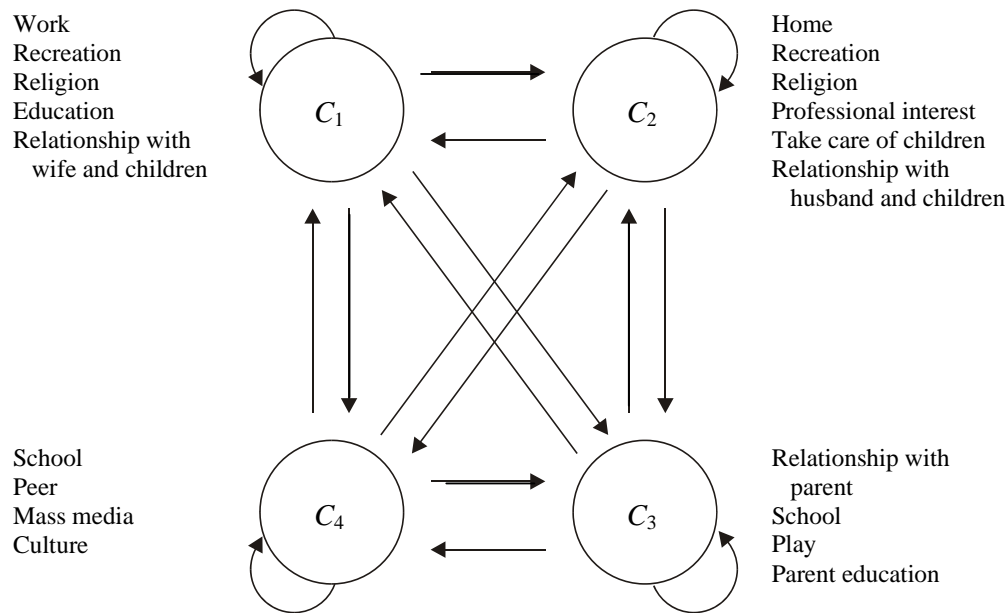 Work
Recreation
Religion
Education
Relationship with
wife and children
C1
C2
Home
Recreation
Religion
Professional interest
Take care of children
Relationship with
husband and children
School
Peer
Mass media
Culture
C4
C3
Relationship with
parent
School
Play
Parent education